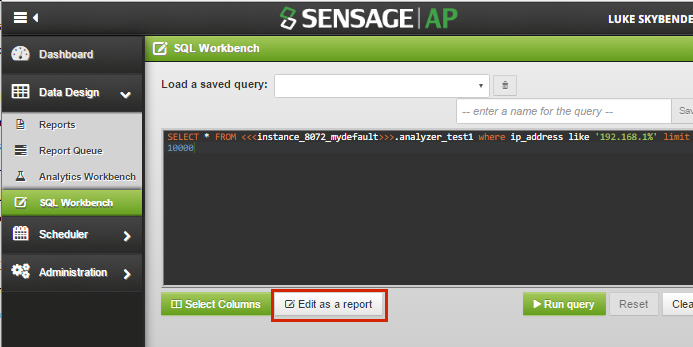 SENSAGE AP
LUKE SKYBENDE
Dashboard
SQL Workbench
Data Design
Load a saved query:
Reports
-- enter a name for the query --
Sav
Report Queue
SELECT * FROM <<<instance_8072_mydefault>>>.analyzer_test1 where ip_address like '192.168.1%' limit
10000
Analytics Workbench
SQL Workbench
Scheduler
Administration
Select Columns
Edit as a report
Run query
Reset
Clea